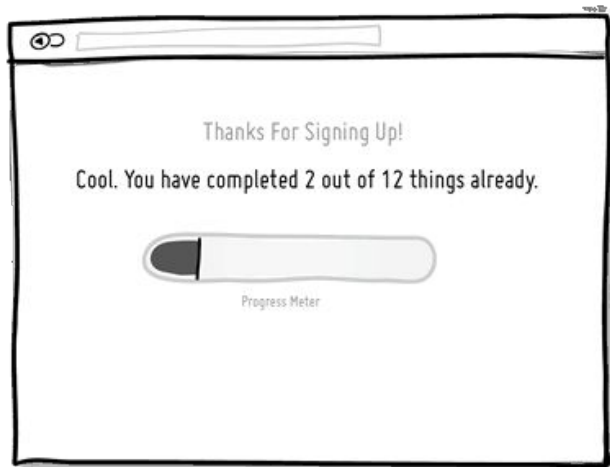 Thanks For Signing Up!
Cool. You have completed 2 out of 12 things already.
Progress Meter